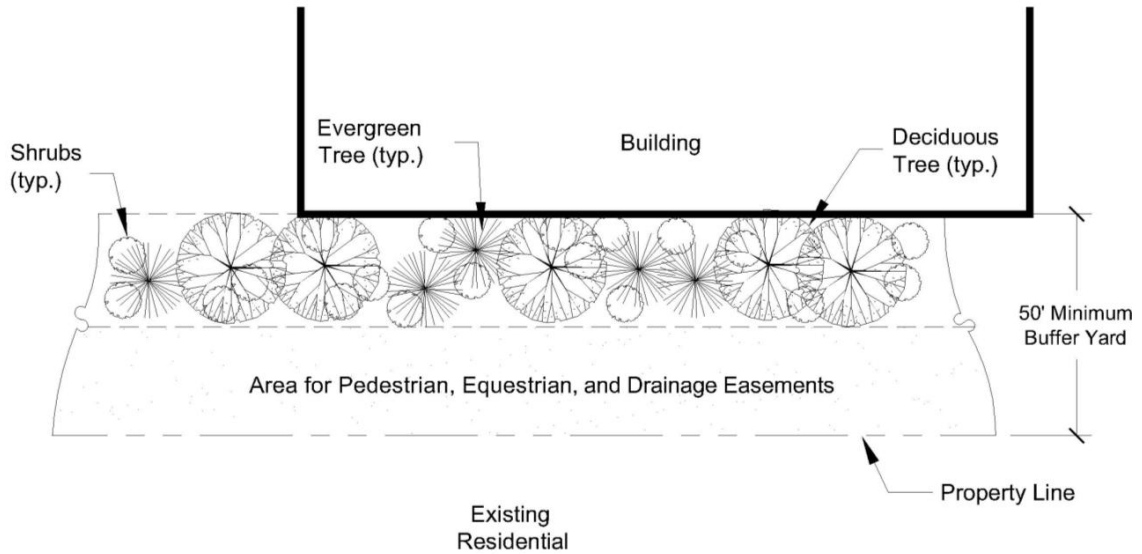 Shrubs
(typ.)
Evergreen
Tree (typ.)
Building
Deciduous
Tree (typ.)
50' Minimum
Buffer Yard
Area for Pedestrian, Equestrian, and Drainage Easements
Property Line
Existing
Residential